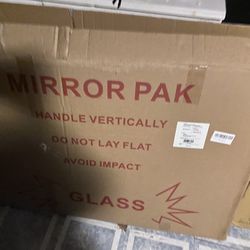 MIRROR PAK
HANDLE VERTICALLY
DO NOT LAY FLAT
AVOID IMPACT
GLASS